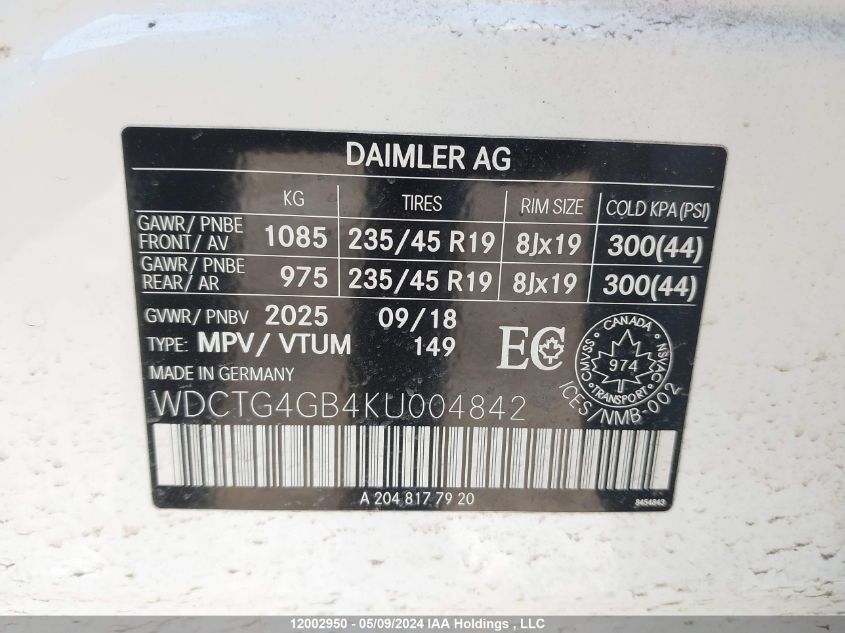 DAIMLER AG
KG TIRES RIM SIZE COLD KPA (PSI)
GAWR/ PNBE
FRONT/ AV 1085 235/45 R19 8Jx19 300(44)
GAWR/ PNBE
REAR/ AR 975 235/45 R19 8Jx19 300(44)
GVWR/ PNBV 2025 09/18
TYPE: MPV/ VTUM 149 EC
CANADA
CMVSS 974 NSVAC
TRANSPORT
ICES/NMB-002
MADE IN GERMANY
WDCTG4GB4KU004842
A 204 817 79 20 8454843
12002950 - 05/09/2024 IAA Holdings , LLC